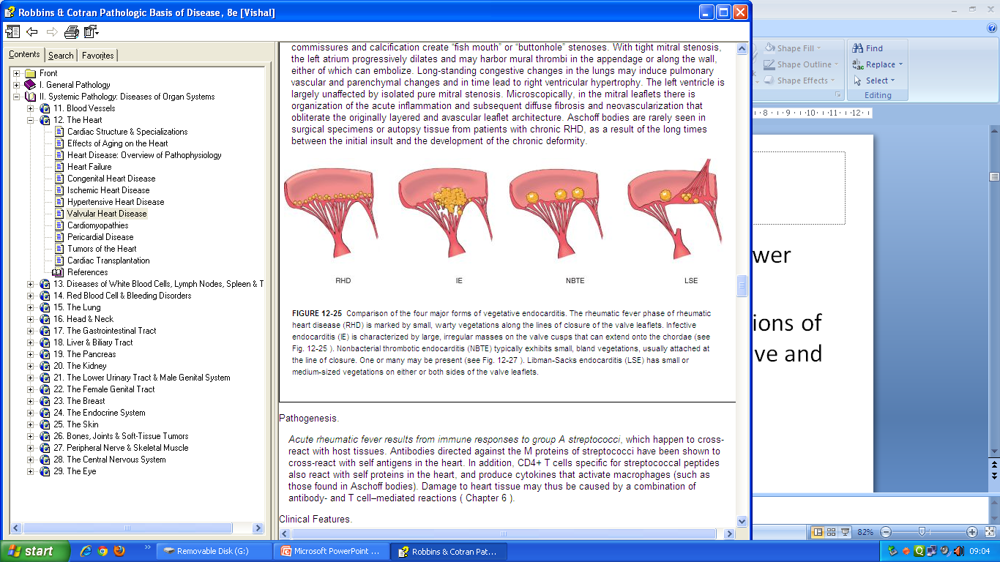 Robbins & Cotran Pathologic Basis of Disease, 8e [Vishal]
Contents
Search
Favorites
Front
I. General Pathology
II. Systemic Pathology: Diseases of Organ Systems
11. Blood Vessels
12. The Heart
Cardiac Structure & Specializations
Effects of Aging on the Heart
Heart Disease: Overview of Pathophysiology
Heart Failure
Congenital Heart Disease
Ischemic Heart Disease
Hypertensive Heart Disease
Valvular Heart Disease
Cardiomyopathies
Pericardial Disease
Tumors of the Heart
Cardiac Transplantation
References
13. Diseases of White Blood Cells, Lymph Nodes, Spleen & T
14. Red Blood Cell & Bleeding Disorders
15. The Lung
16. Head & Neck
17. The Gastrointestinal Tract
18. Liver & Biliary Tract
19. The Pancreas
20. The Kidney
21. The Lower Urinary Tract & Male Genital System
22. The Female Genital Tract
23. The Breast
24. The Endocrine System
25. The Skin
26. Bones, Joints & Soft-Tissue Tumors
27. Peripheral Nerve & Skeletal Muscle
28. The Central Nervous System
29. The Eye
commissures and calcification create “fish mouth” or “buttonhole” stenoses. With tight mitral stenosis,
the left atrium progressively dilates and may harbor mural thrombi in the appendage or along the wall,
either of which can embolize. Long-standing congestive changes in the lungs may induce pulmonary
vascular and parenchymal changes and in time lead to right ventricular hypertrophy. The left ventricle is
largely unaffected by isolated pure mitral stenosis. Microscopically, in the mitral leaflets there is
organization of the acute inflammation and subsequent diffuse fibrosis and neovascularization that
obliterate the originally layered and avascular leaflet architecture. Aschoff bodies are rarely seen in
surgical specimens or autopsy tissue from patients with chronic RHD, as a result of the long times
between the initial insult and the development of the chronic deformity.
RHD IE NBTE LSE
FIGURE 12-25 Comparison of the four major forms of vegetative endocarditis. The rheumatic fever phase of rheumatic
heart disease (RHD) is marked by small, warty vegetations along the lines of closure of the valve leaflets. Infective
endocarditis (IE) is characterized by large, irregular masses on the valve cusps that can extend onto the chordae (see
Fig. 12-25 ). Nonbacterial thrombotic endocarditis (NBTE) typically exhibits small, bland vegetations, usually attached at
the line of closure. One or many may be present (see Fig. 12-27 ). Libman-Sacks endocarditis (LSE) has small or
medium-sized vegetations on either or both sides of the valve leaflets.
Pathogenesis.
Acute rheumatic fever results from immune responses to group A streptococci, which happen to cross-
react with host tissues. Antibodies directed against the M proteins of streptococci have been shown to
cross-react with self antigens in the heart. In addition, CD4+ T cells specific for streptococcal peptides
also react with self proteins in the heart, and produce cytokines that activate macrophages (such as
those found in Aschoff bodies). Damage to heart tissue may thus be caused by a combination of
antibody- and T cell–mediated reactions ( Chapter 6 ).
Clinical Features.
Shape Fill
Shape Outline
Shape Effects
Find
Replace
Select
Editing
8 9 10 11 12
wer
ions of
ve and
82%
start
Removable Disk (G:)
Microsoft PowerPoint ...
Robbins & Cotran Pat...
09:04